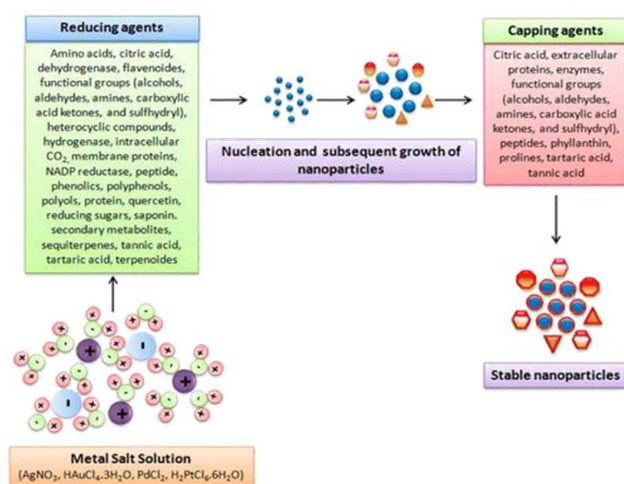 Reducing agents
Amino acids, citric acid,
dehydrogenase, flavenoides,
functional groups (alcohols,
aldehydes, amines, carboxylic
acid ketones, and sulfhydryl),
heterocyclic compounds,
hydrogenase, intracellular
CO₂, membrane proteins,
NADP reductase, peptide,
phenolics, polyphenols,
polyols, protein, quercetin,
reducing sugars, saponin.
secondary metabolites,
sequiterpenes, tannic acid,
tartaric acid, terpenoides
Nucleation and subsequent growth of
nanoparticles
Capping agents
Citric acid, extracellular
proteins, enzymes,
functional groups
(alcohols, aldehydes,
amines, carboxylic acid
ketones, and sulfhydryl),
peptides, phyllanthin,
prolines, tartaric acid,
tannic acid
Stable nanoparticles
Metal Salt Solution
(AgNO₃, HAuCl₄.3H₂O, PdCl₂, H₂PtCl₆.6H₂O)